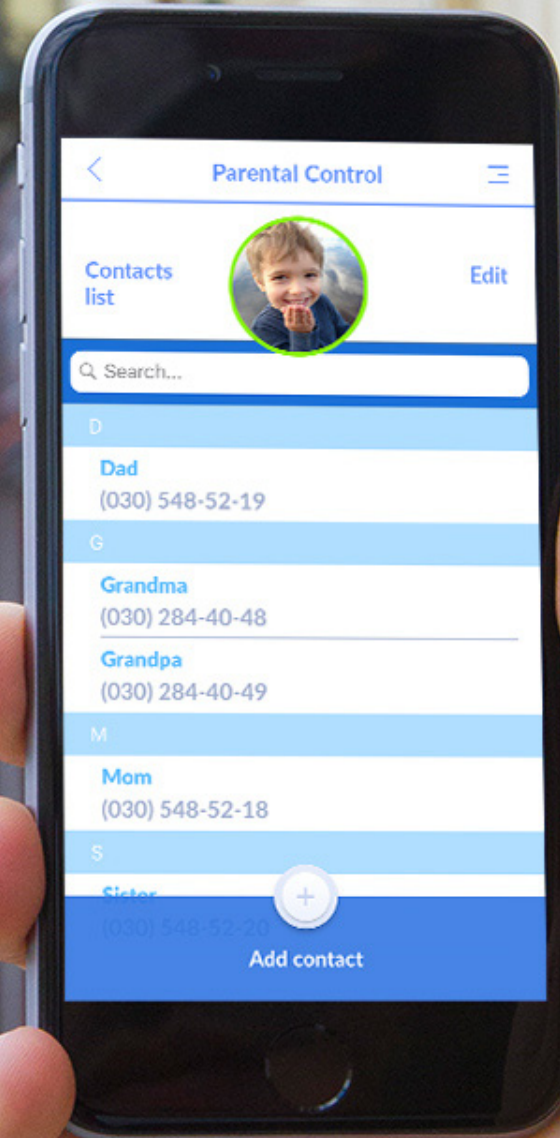 Parental Control
Contacts
list
Edit
Search...
D
Dad
(030) 548-52-19
G
Grandma
(030) 284-40-48
Grandpa
(030) 284-40-49
M
Mom
(030) 548-52-18
S
Sister
(030) 548-52-20
Add contact